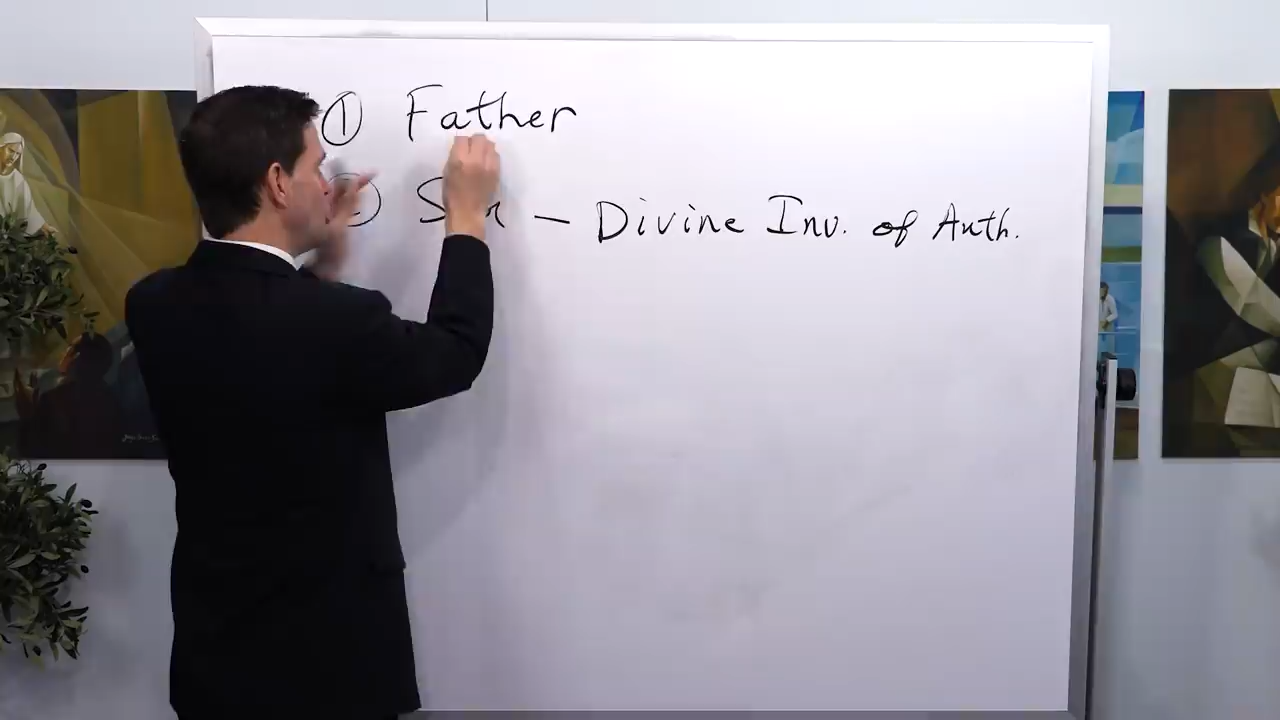 ① Father
② Son — Divine Inv. of Auth.